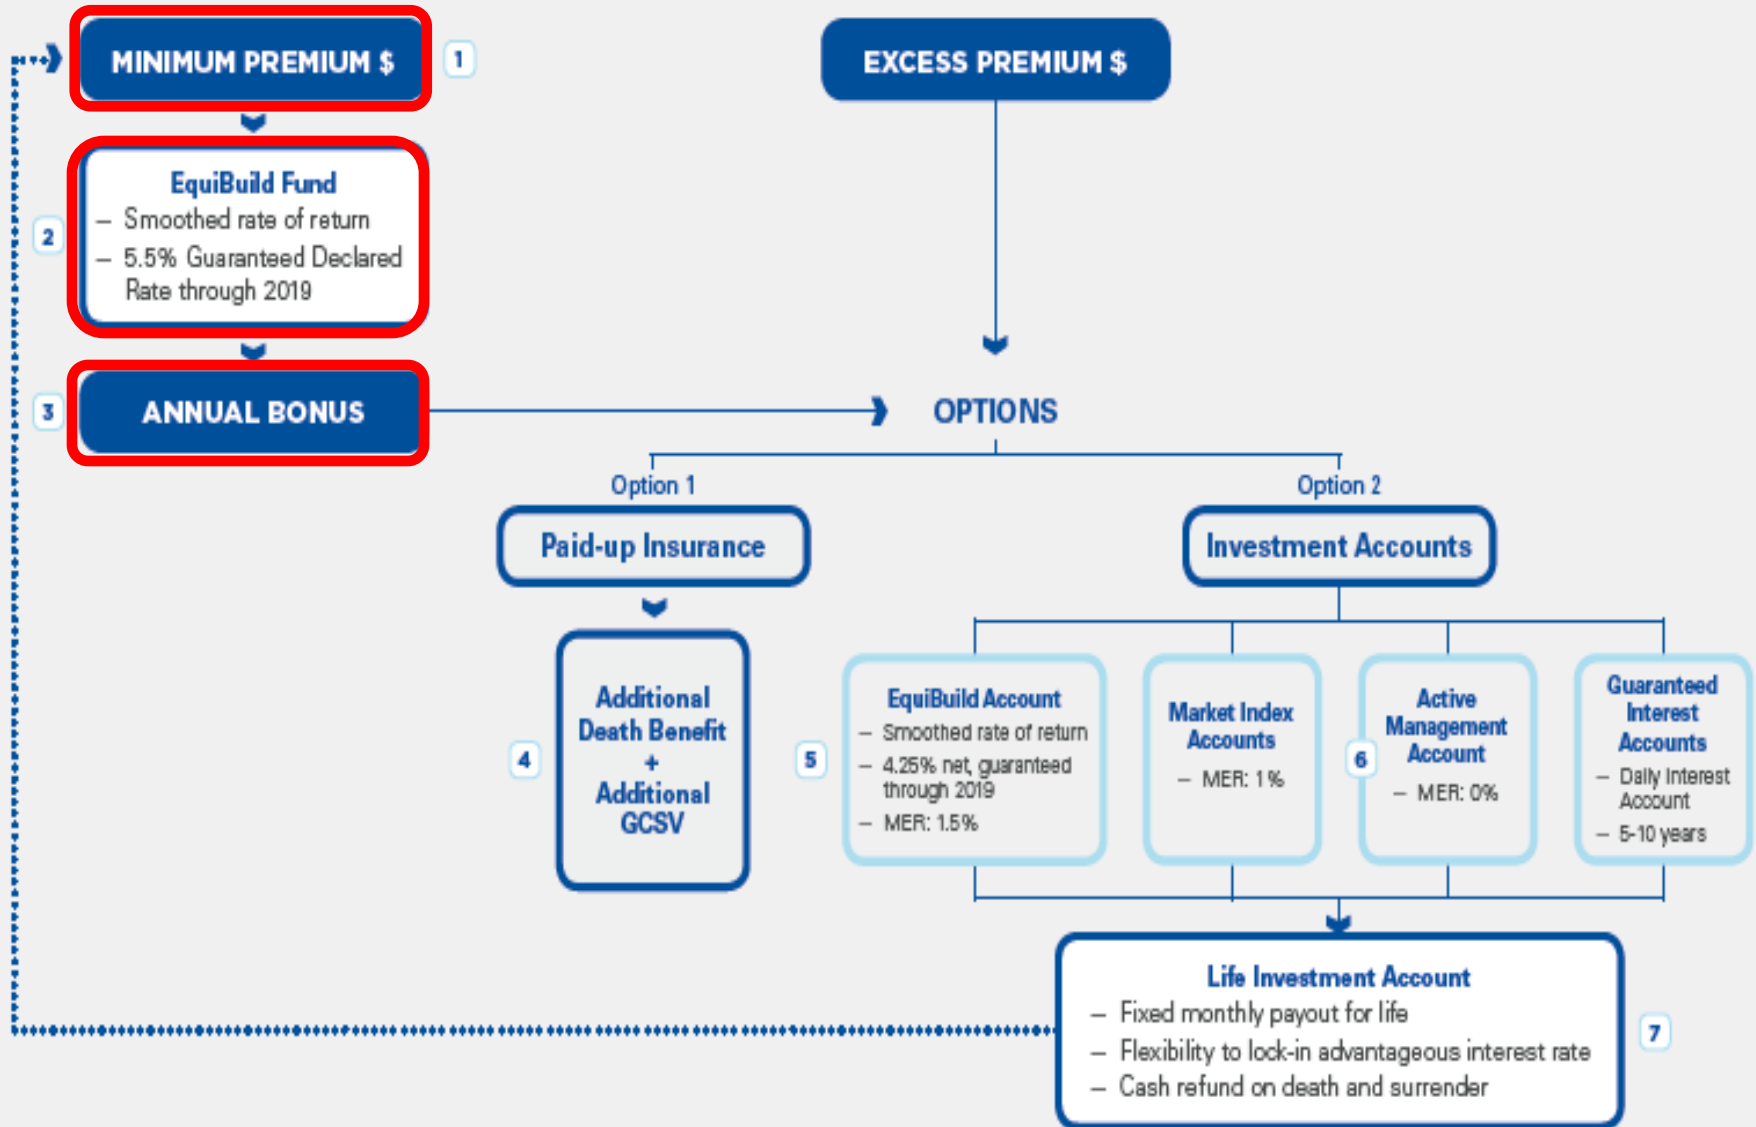 MINIMUM PREMIUM $
1
EXCESS PREMIUM $
2
EquiBuild Fund
– Smoothed rate of return
– 5.5% Guaranteed Declared
Rate through 2019
3
ANNUAL BONUS
OPTIONS
Option 1
Paid-up Insurance
4
Additional
Death Benefit
+
Additional
GCSV
Option 2
Investment Accounts
5
EquiBuild Account
– Smoothed rate of return
– 4.25% net, guaranteed
through 2019
– MER: 1.5%
Market Index
Accounts
– MER: 1%
6
Active
Management
Account
– MER: 0%
Guaranteed
Interest
Accounts
– Daily Interest
Account
– 5-10 years
Life Investment Account
– Fixed monthly payout for life
– Flexibility to lock-in advantageous interest rate
– Cash refund on death and surrender
7